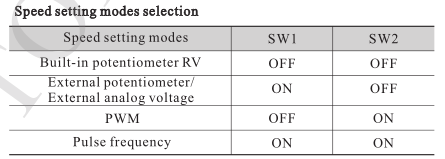 Speed setting modes selection
Speed setting modes SW1 SW2
Built-in potentiometer RV OFF OFF
External potentiometer/
External analog voltage ON OFF
PWM OFF ON
Pulse frequency ON ON